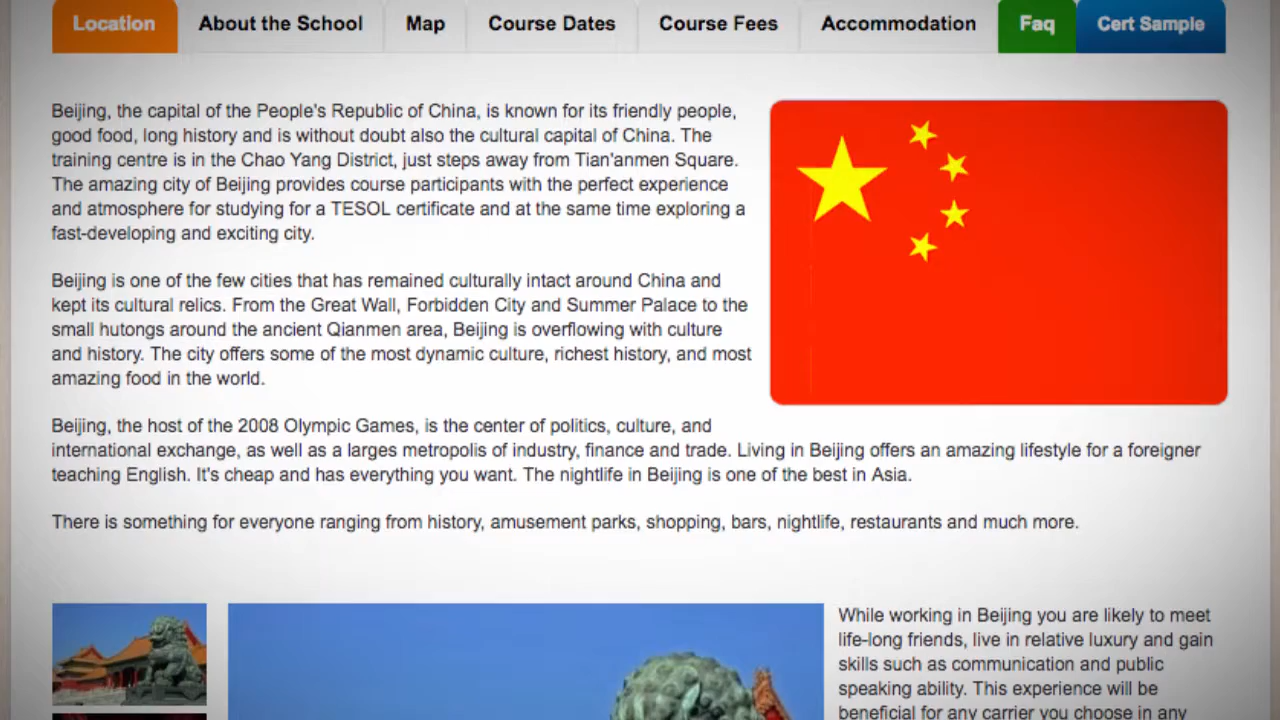 Location
About the School
Map
Course Dates
Course Fees
Accommodation
Faq
Cert Sample
Beijing, the capital of the People's Republic of China, is known for its friendly people,
good food, long history and is without doubt also the cultural capital of China. The
training centre is in the Chao Yang District, just steps away from Tian'anmen Square.
The amazing city of Beijing provides course participants with the perfect experience
and atmosphere for studying for a TESOL certificate and at the same time exploring a
fast-developing and exciting city.
Beijing is one of the few cities that has remained culturally intact around China and
kept its cultural relics. From the Great Wall, Forbidden City and Summer Palace to the
small hutongs around the ancient Qianmen area, Beijing is overflowing with culture
and history. The city offers some of the most dynamic culture, richest history, and most
amazing food in the world.
Beijing, the host of the 2008 Olympic Games, is the center of politics, culture, and
international exchange, as well as a larges metropolis of industry, finance and trade. Living in Beijing offers an amazing lifestyle for a foreigner
teaching English. It's cheap and has everything you want. The nightlife in Beijing is one of the best in Asia.
There is something for everyone ranging from history, amusement parks, shopping, bars, nightlife, restaurants and much more.
While working in Beijing you are likely to meet
life-long friends, live in relative luxury and gain
skills such as communication and public
speaking ability. This experience will be
beneficial for any carrier you choose in any